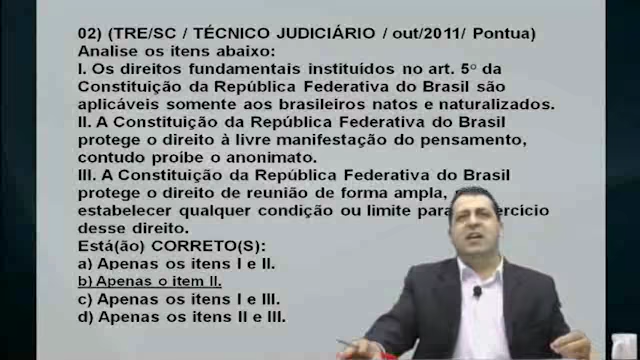 02) (TRE/SC / TÉCNICO JUDICIÁRIO / out/2011/ Pontua)
Analise os itens abaixo:
I. Os direitos fundamentais instituídos no art. 5º da
Constituição da República Federativa do Brasil são
aplicáveis somente aos brasileiros natos e naturalizados.
II. A Constituição da República Federativa do Brasil
protege o direito à livre manifestação do pensamento,
contudo proíbe o anonimato.
III. A Constituição da República Federativa do Brasil
protege o direito de reunião de forma ampla,
estabelecer qualquer condição ou limite para
desse direito.
Está(ão) CORRETO(S):
a) Apenas os itens I e II.
b) Apenas o item II.
c) Apenas os itens I e III.
d) Apenas os itens II e III.